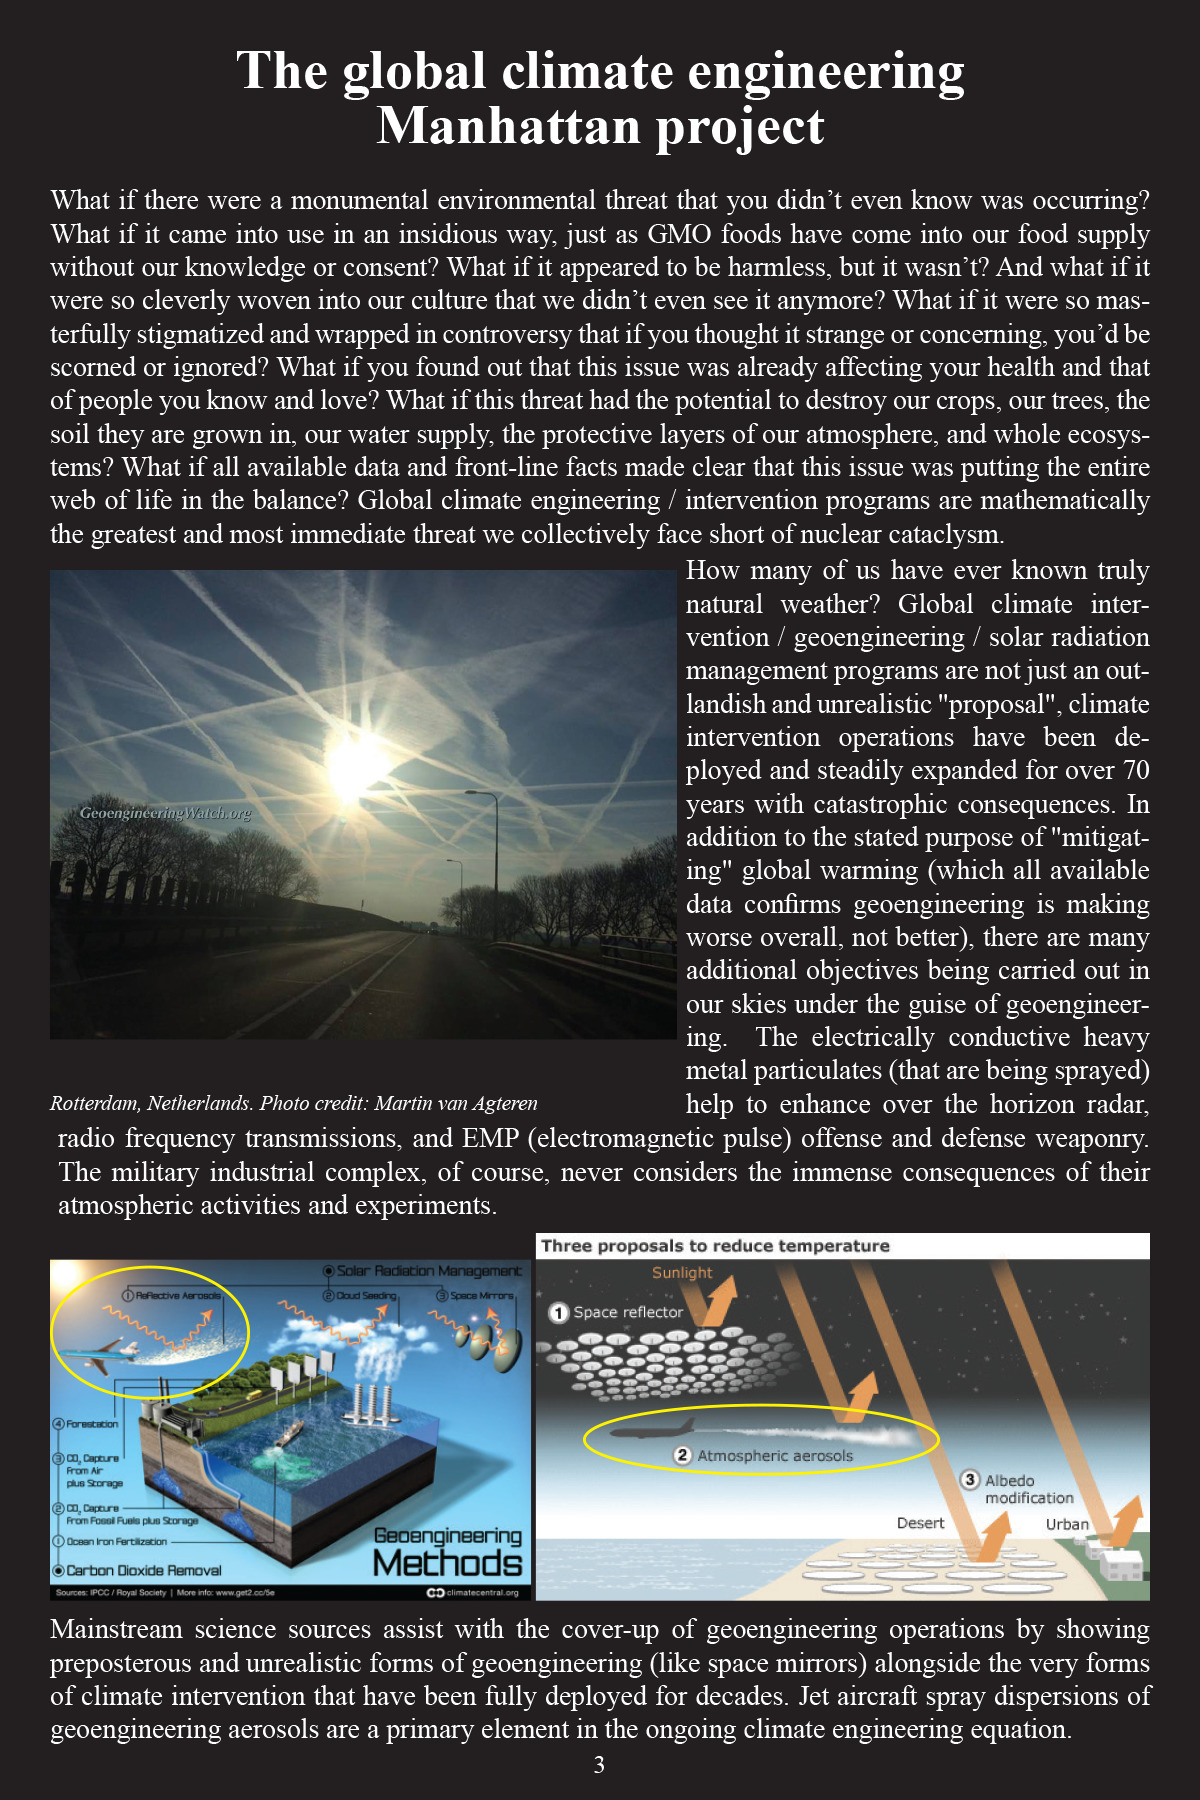 The global climate engineering
Manhattan project
What if there were a monumental environmental threat that you didn’t even know was occurring?
What if it came into use in an insidious way, just as GMO foods have come into our food supply
without our knowledge or consent? What if it appeared to be harmless, but it wasn’t? And what if it
were so cleverly woven into our culture that we didn’t even see it anymore? What if it were so mas-
terfully stigmatized and wrapped in controversy that if you thought it strange or concerning, you’d be
scorned or ignored? What if you found out that this issue was already affecting your health and that
of people you know and love? What if this threat had the potential to destroy our crops, our trees, the
soil they are grown in, our water supply, the protective layers of our atmosphere, and whole ecosys-
tems? What if all available data and front-line facts made clear that this issue was putting the entire
web of life in the balance? Global climate engineering / intervention programs are mathematically
the greatest and most immediate threat we collectively face short of nuclear cataclysm.
GeoengineeringWatch.org
Rotterdam, Netherlands. Photo credit: Martin van Agteren
How many of us have ever known truly
natural weather? Global climate inter-
vention / geoengineering / solar radiation
management programs are not just an out-
landish and unrealistic "proposal", climate
intervention operations have been de-
ployed and steadily expanded for over 70
years with catastrophic consequences. In
addition to the stated purpose of "mitigat-
ing" global warming (which all available
data confirms geoengineering is making
worse overall, not better), there are many
additional objectives being carried out in
our skies under the guise of geoengineer-
ing. The electrically conductive heavy
metal particulates (that are being sprayed)
help to enhance over the horizon radar,
radio frequency transmissions, and EMP (electromagnetic pulse) offense and defense weaponry.
The military industrial complex, of course, never considers the immense consequences of their
atmospheric activities and experiments.
Solar Radiation Management
1 Reflective Aerosols
2 Cloud Seeding
3 Space Mirrors
4 Forestation
3 CO2 Capture
From Air
plus Storage
2 CO2 Capture
From Fossil Fuels plus Storage
1 Ocean Iron Fertilization
Carbon Dioxide Removal
Geoengineering
Methods
Sources: IPCC / Royal Society | More info: www.get2.cc/5e
climatecentral.org
Three proposals to reduce temperature
Sunlight
1 Space reflector
2 Atmospheric aerosols
3 Albedo
modification
Desert
Urban
Mainstream science sources assist with the cover-up of geoengineering operations by showing
preposterous and unrealistic forms of geoengineering (like space mirrors) alongside the very forms
of climate intervention that have been fully deployed for decades. Jet aircraft spray dispersions of
geoengineering aerosols are a primary element in the ongoing climate engineering equation.
3